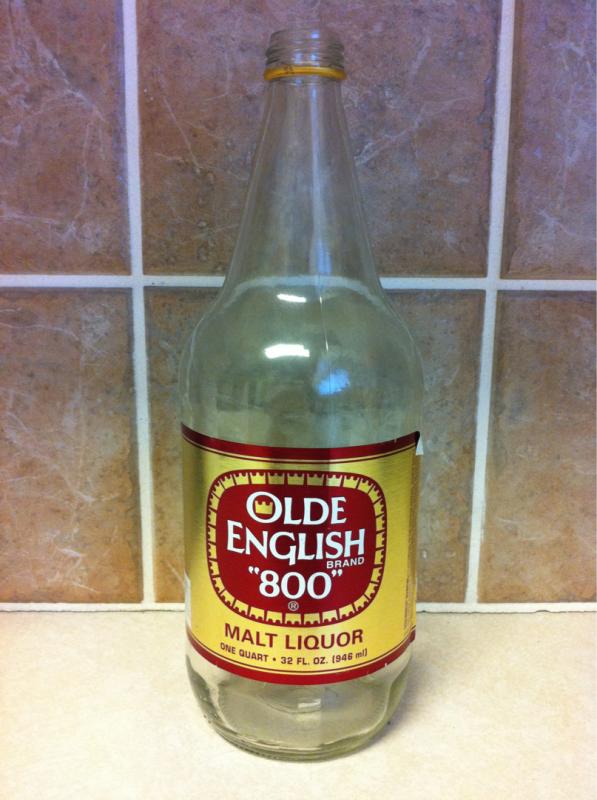 OLDE
ENGLISH
BRAND
"800"
®
MALT LIQUOR
ONE QUART • 32 FL. OZ. (946 ml)